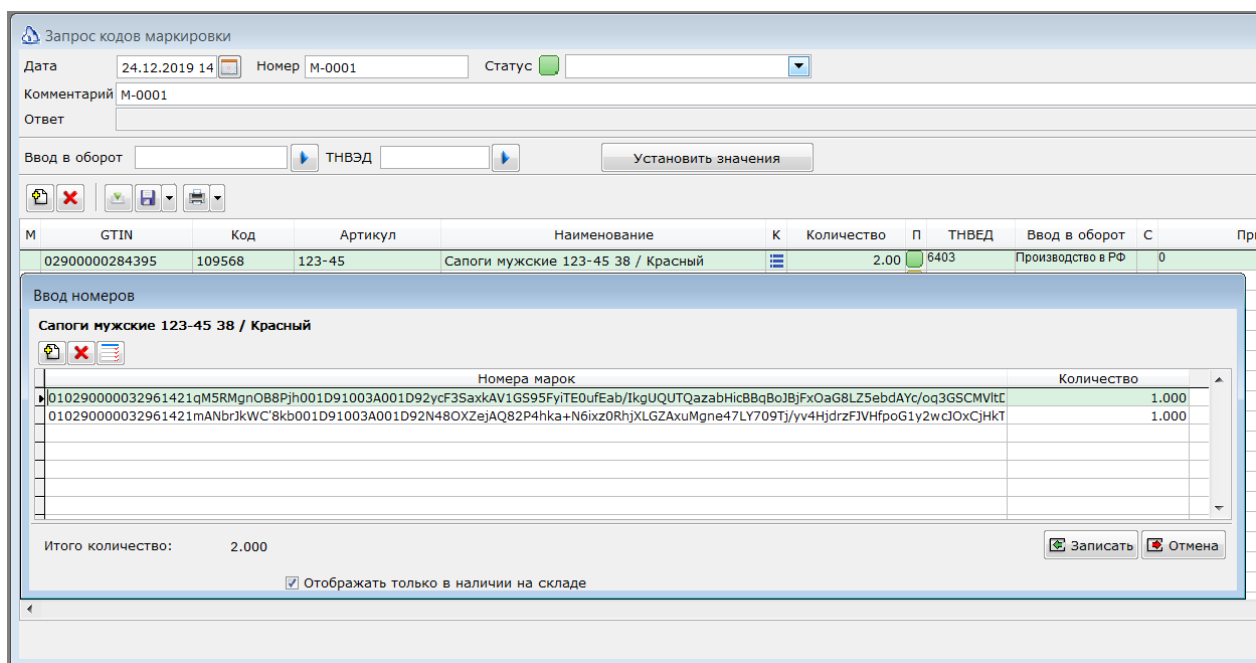 Запрос кодов маркировки
Дата 24.12.2019 14 Номер М-0001 Статус
Комментарий М-0001
Ответ
Ввод в оборот ТНВЭД Установить значения
М GTIN Код Артикул Наименование К Количество П ТНВЕД Ввод в оборот С При
02900000284395 109568 123-45 Сапоги мужские 123-45 38 / Красный 2.00 6403 Производство в РФ 0
Ввод номеров
Сапоги мужские 123-45 38 / Красный
Номера марок Количество
010290000032961421qM5RMgnOB8Pjh001D91003A001D92ycF3SaxkAV1GS95FyiTE0ufEab/IkgUQUTQazabHicBBqBoJBjFxOaG8LZ5ebdAYc/oq3GSCMVltD 1.000
010290000032961421mANbrJkWC'8kb001D91003A001D92N48OXZejAQ82P4hka+N6ixz0RhjXLGZAxuMgne47LY709Tj/yv4HjdrzFJVHfpoG1y2wcJOxCjHkT 1.000
Итого количество: 2.000 Записать Отмена
Отображать только в наличии на складе